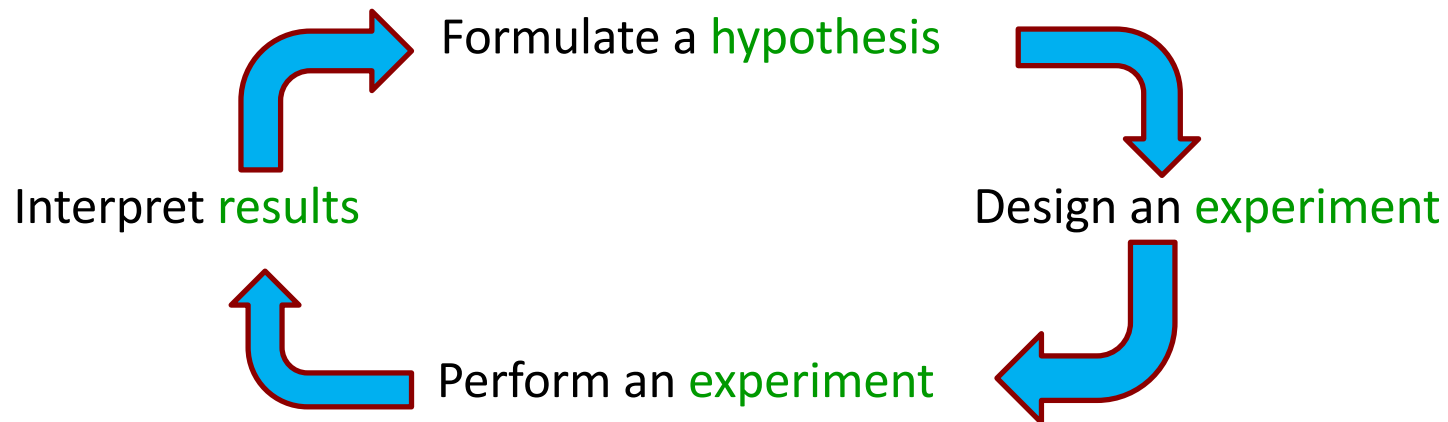 Formulate a hypothesis
Interpret results
Design an experiment
Perform an experiment